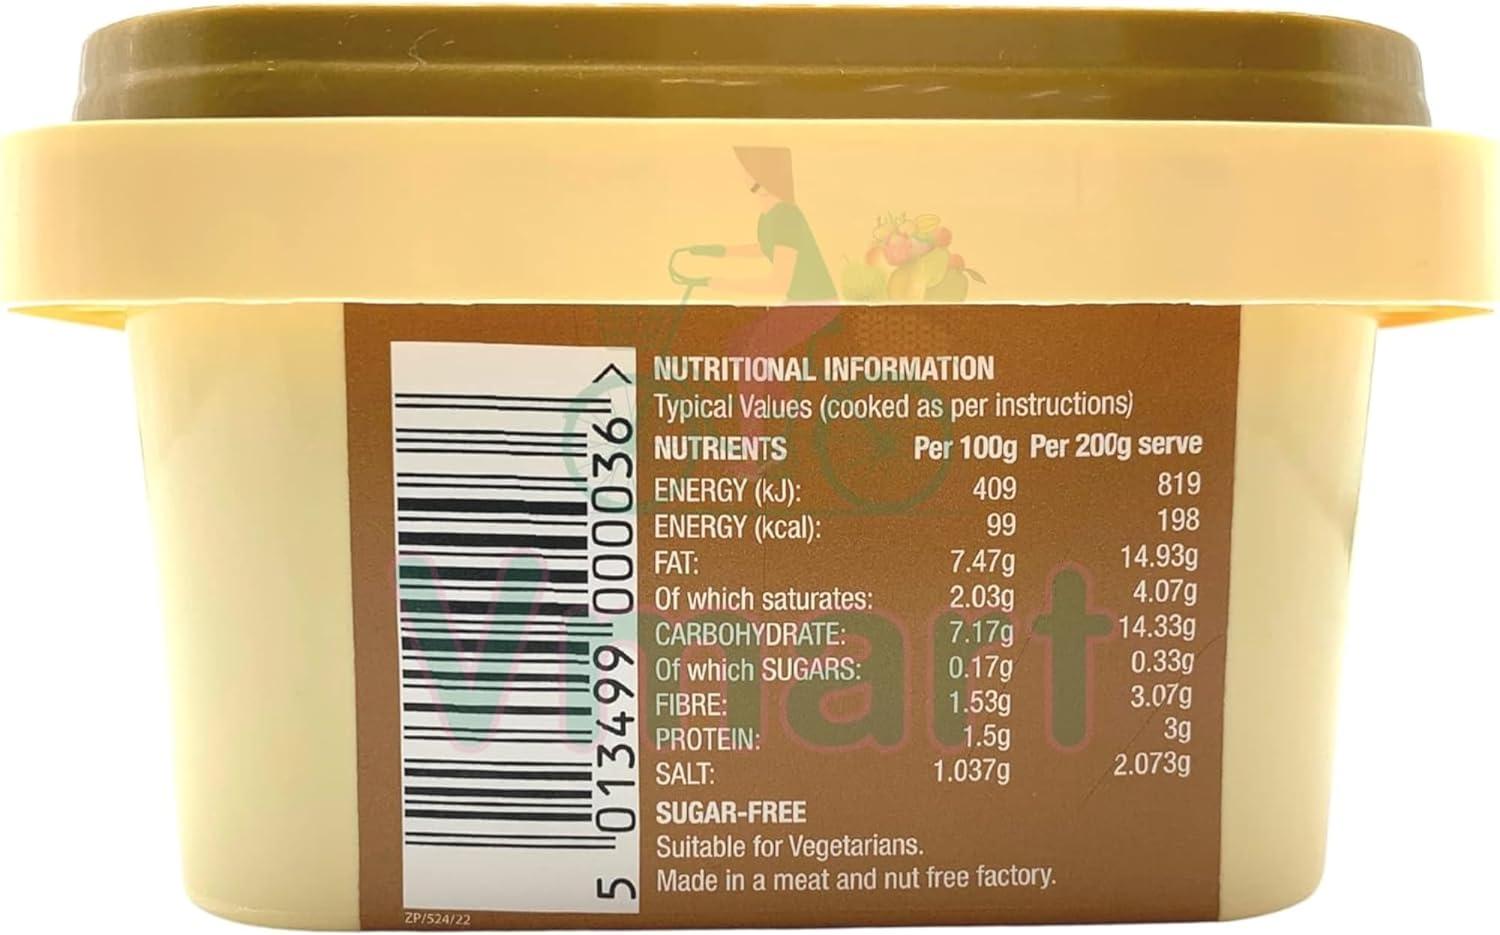 NUTRITIONAL INFORMATION
Typical Values (cooked as per instructions)
NUTRIENTS Per 100g Per 200g serve
ENERGY (kJ): 409 819
ENERGY (kcal): 99 198
FAT: 7.47g 14.93g
Of which saturates: 2.03g 4.07g
CARBOHYDRATE: 7.17g 14.33g
Of which SUGARS: 0.17g 0.33g
FIBRE: 1.53g 3.07g
PROTEIN: 1.5g 3g
SALT: 1.037g 2.073g
SUGAR-FREE
Suitable for Vegetarians.
Made in a meat and nut free factory.
5 013499 000036 >
ZP/524/22
Vmart